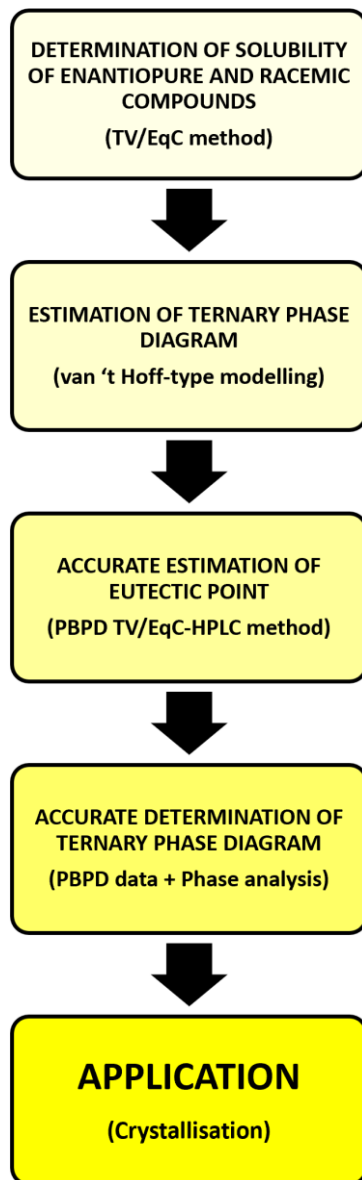 DETERMINATION OF SOLUBILITY
OF ENANTIOPURE AND RACEMIC
COMPOUNDS
(TV/EqC method)
ESTIMATION OF TERNARY PHASE
DIAGRAM
(van ‘t Hoff-type modelling)
ACCURATE ESTIMATION OF
EUTECTIC POINT
(PBPD TV/EqC-HPLC method)
ACCURATE DETERMINATION OF
TERNARY PHASE DIAGRAM
(PBPD data + Phase analysis)
APPLICATION
(Crystallisation)